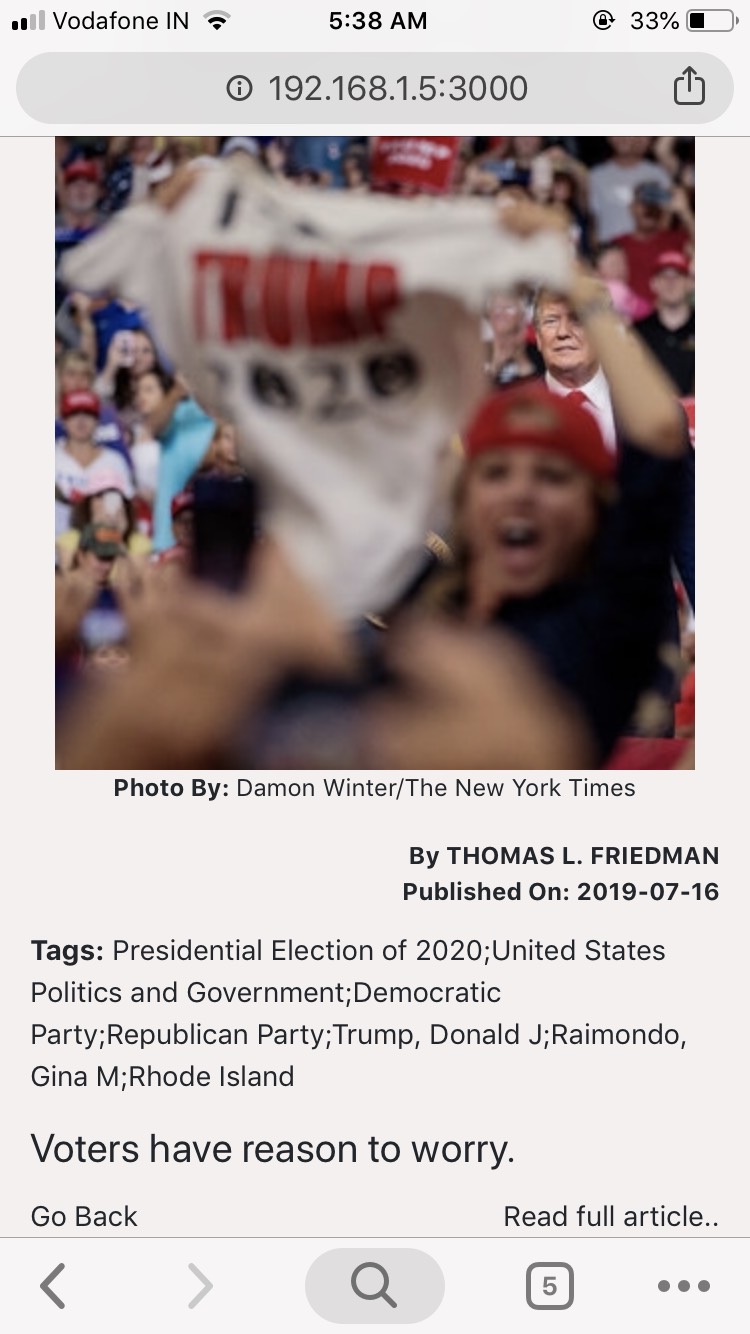 Vodafone IN 5:38 AM 33%
192.168.1.5:3000
TRUMP
2020
Photo By: Damon Winter/The New York Times
By THOMAS L. FRIEDMAN
Published On: 2019-07-16
Tags: Presidential Election of 2020;United States
Politics and Government;Democratic
Party;Republican Party;Trump, Donald J;Raimondo,
Gina M;Rhode Island
Voters have reason to worry.
Go Back Read full article..
5